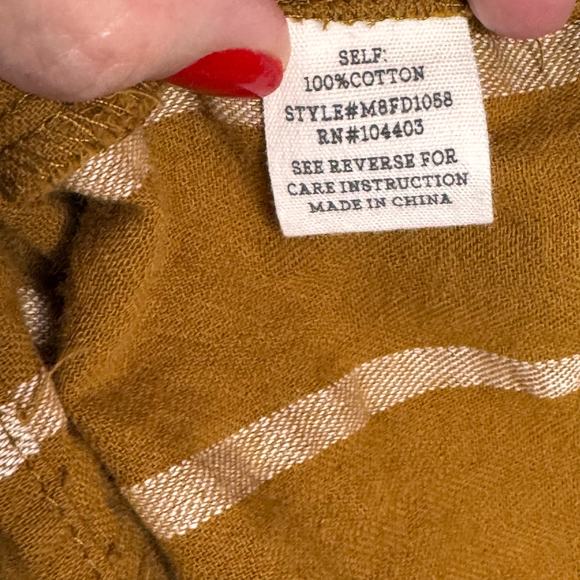 SELF:
100%COTTON
STYLE#M8FD1058
RN#104403
SEE REVERSE FOR
CARE INSTRUCTION
MADE IN CHINA